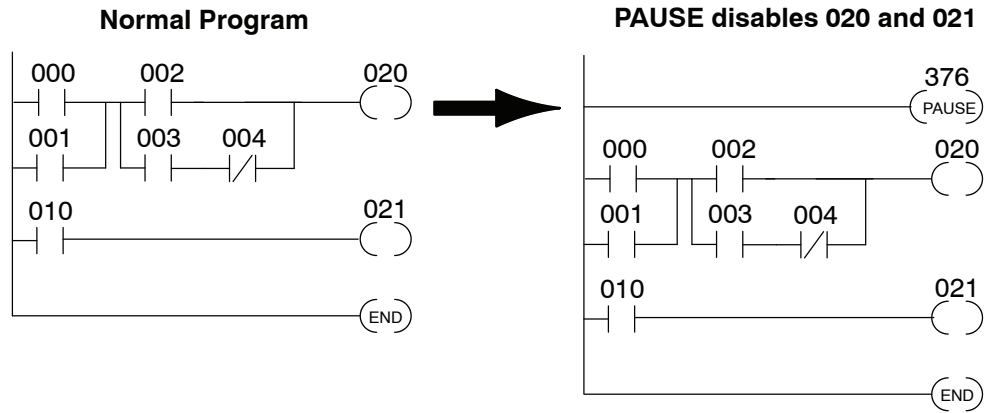 Normal Program
000 002 020
001 003 004
010 021
END
PAUSE disables 020 and 021
376
PAUSE
000 002 020
001 003 004
010 021
END